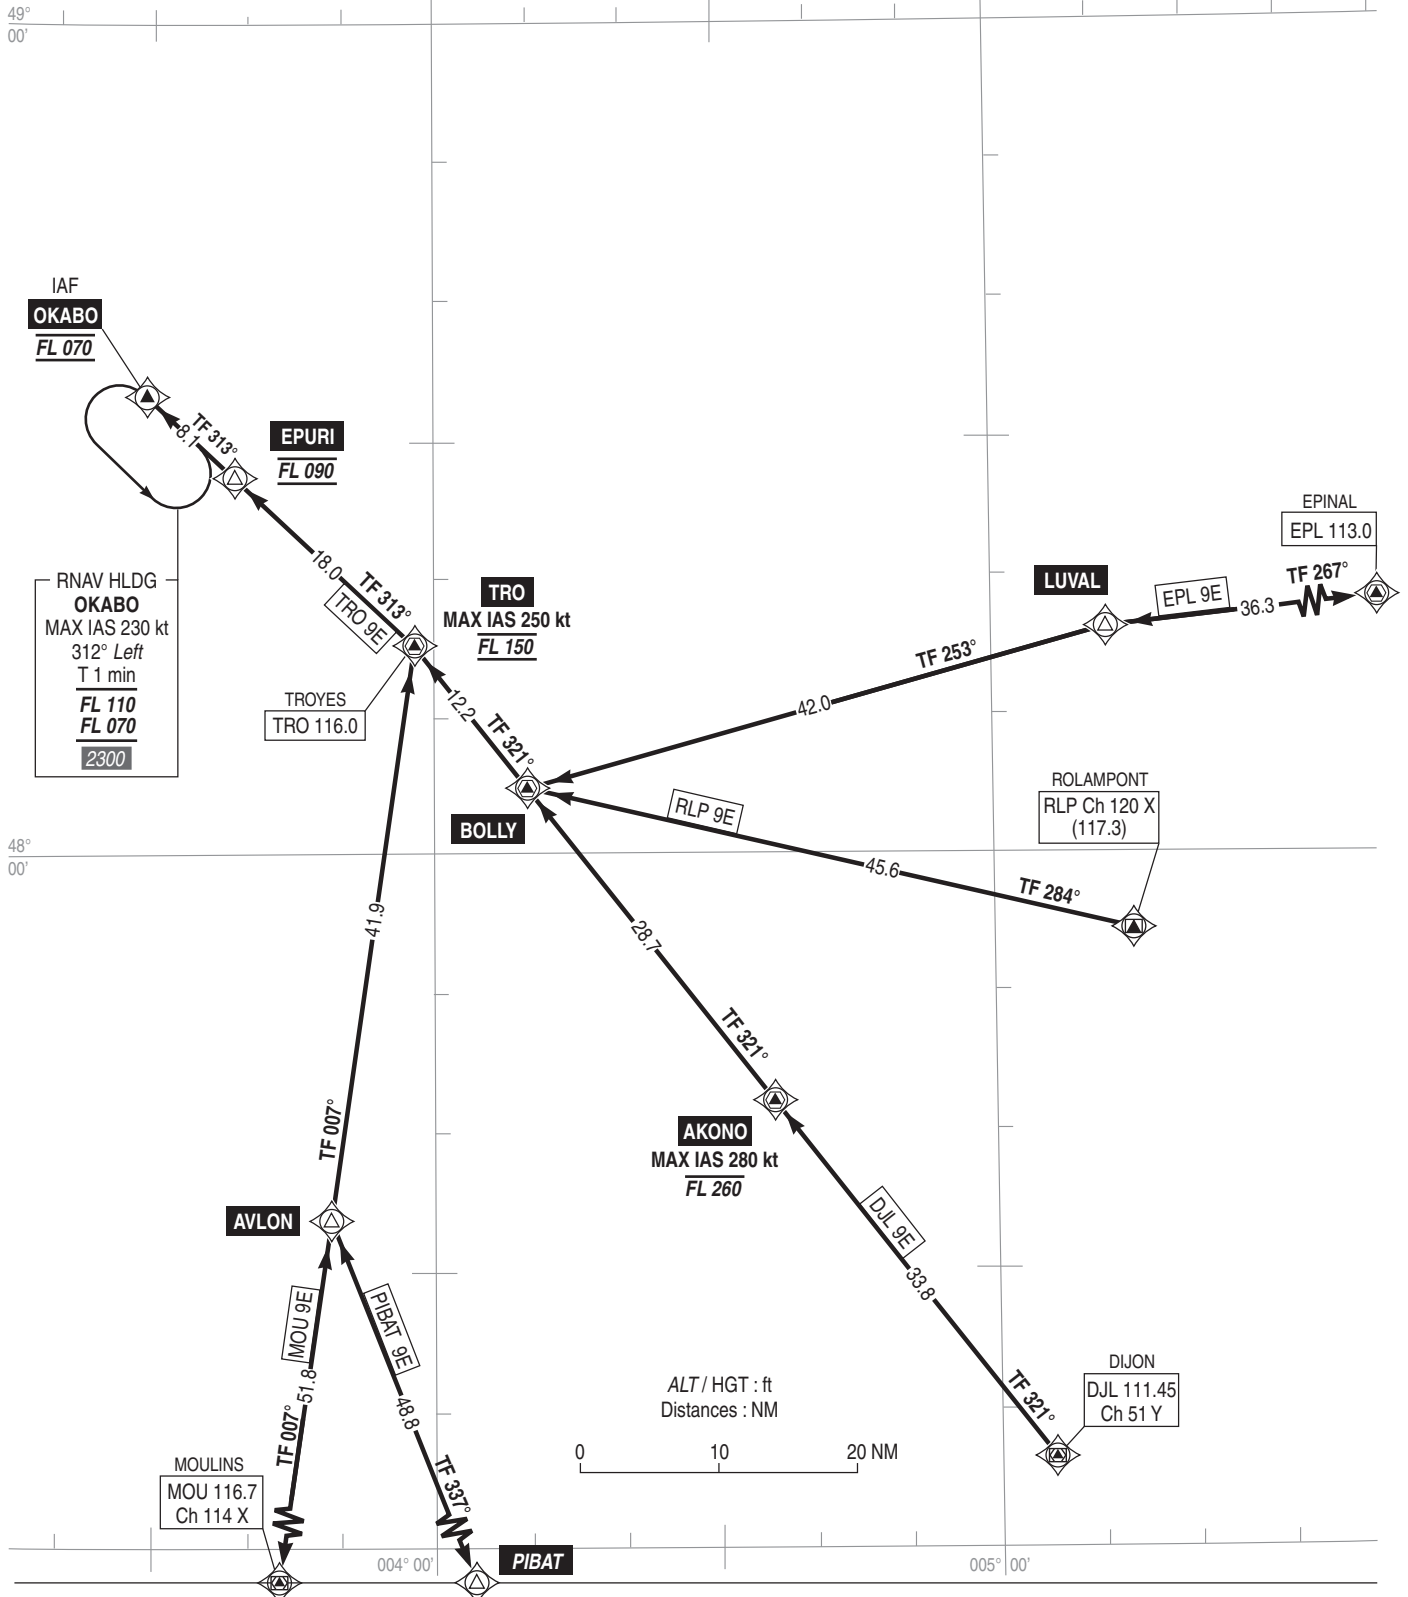 49°
00'
IAF
OKABO
FL 070
TF 313°
8.1
EPURI
FL 090
18.0
TF 313°
TRO 9E
TRO
MAX IAS 250 kt
FL 150
TROYES
TRO 116.0
RNAV HLDG
OKABO
MAX IAS 230 kt
312° Left
T 1 min
FL 110
FL 070
2300
12.2
TF 321°
BOLLY
EPINAL
EPL 113.0
LUVAL
EPL 9E
36.3
TF 267°
TF 253°
42.0
ROLAMPONT
RLP Ch 120 X
(117.3)
RLP 9E
45.6
TF 284°
48°
00'
41.9
28.7
TF 321°
TF 007°
AKONO
MAX IAS 280 kt
FL 260
AVLON
DJL 9E
33.8
TF 321°
MOU 9E
51.8
TF 007°
PIBAT 9E
48.8
TF 337°
ALT / HGT : ft
Distances : NM
0 10 20 NM
DIJON
DJL 111.45
Ch 51 Y
MOULINS
MOU 116.7
Ch 114 X
004° 00'
PIBAT
005° 00'